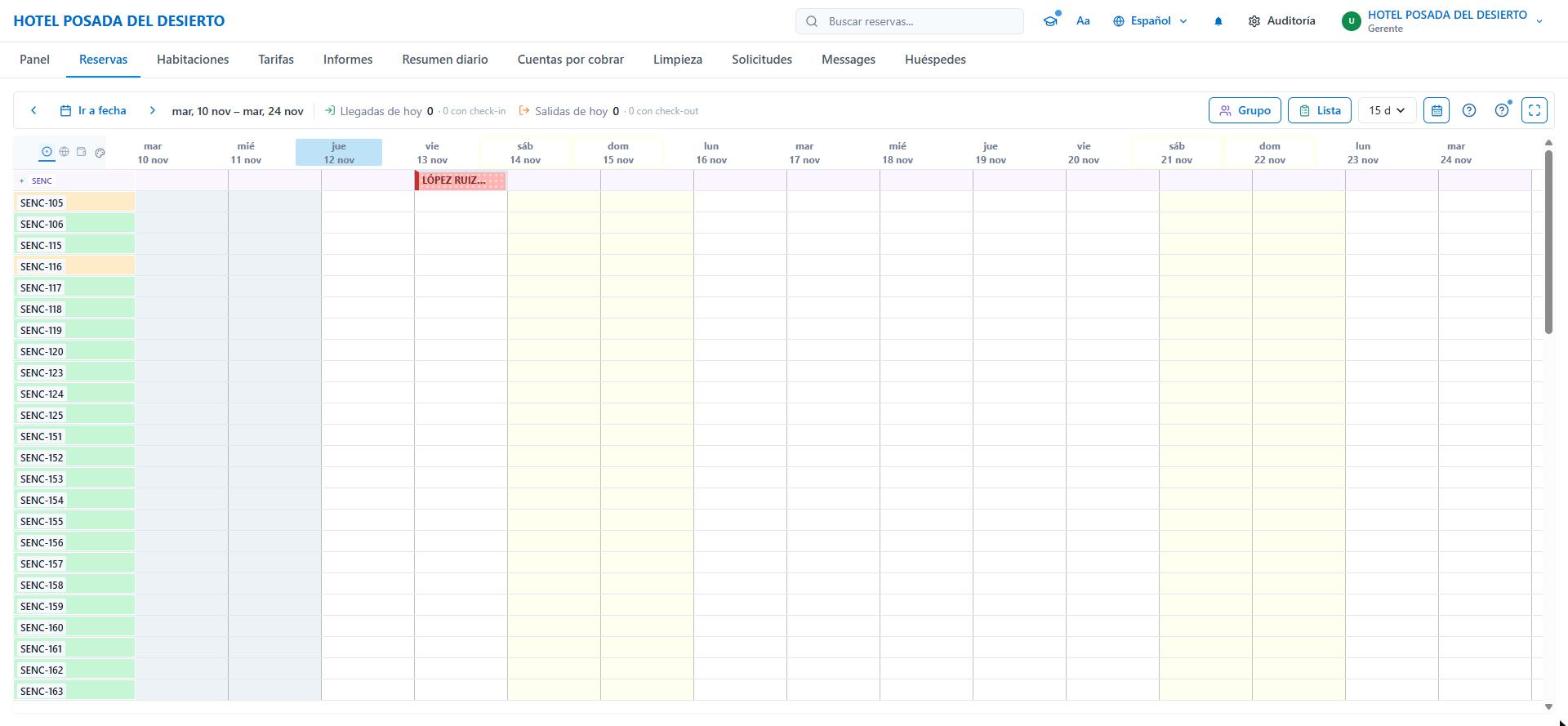 HOTEL POSADA DEL DESIERTO
Buscar reservas...
Aa
Español
Auditoría
U
HOTEL POSADA DEL DESIERTO
Gerente
Panel
Reservas
Habitaciones
Tarifas
Informes
Resumen diario
Cuentas por cobrar
Limpieza
Solicitudes
Messages
Huéspedes
Ir a fecha
mar, 10 nov – mar, 24 nov
Llegadas de hoy 0 · 0 con check-in
Salidas de hoy 0 · 0 con check-out
Grupo
Lista
15 d
mar 10 nov
mié 11 nov
jue 12 nov
vie 13 nov
sáb 14 nov
dom 15 nov
lun 16 nov
mar 17 nov
mié 18 nov
jue 19 nov
vie 20 nov
sáb 21 nov
dom 22 nov
lun 23 nov
mar 24 nov
+ SENC
LÓPEZ RUIZ...
SENC-105
SENC-106
SENC-115
SENC-116
SENC-117
SENC-118
SENC-119
SENC-120
SENC-123
SENC-124
SENC-125
SENC-151
SENC-152
SENC-153
SENC-154
SENC-155
SENC-156
SENC-157
SENC-158
SENC-159
SENC-160
SENC-161
SENC-162
SENC-163